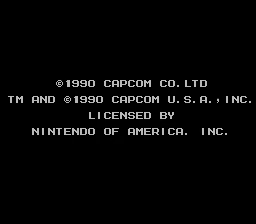 ©1990 CAPCOM CO.LTD
TM AND ©1990 CAPCOM U.S.A.,INC.
LICENSED BY
NINTENDO OF AMERICA. INC.